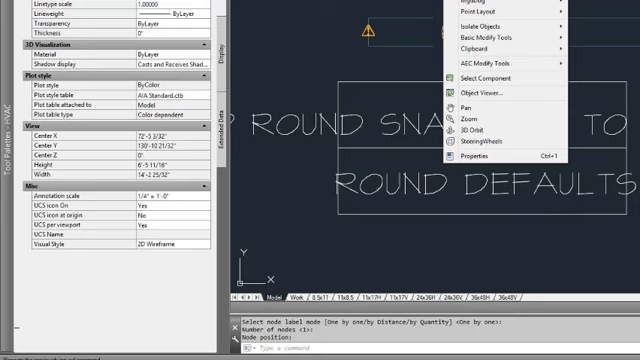 Linetype scale 1.00000
Lineweight ByLayer
Transparency ByLayer
Thickness 0"
3D Visualization
Material ByLayer
Shadow display Casts and Receives Shad...
Plot style
Plot style ByColor
Plot style table AIA Standard.ctb
Plot table attached to Model
Plot table type Color dependent
View
Center X 72'-5 3/32"
Center Y 130'-10 21/32"
Center Z 0"
Height 6'-5 11/16"
Width 14'-2 25/32"
Misc
Annotation scale 1/4" = 1'-0"
UCS icon On Yes
UCS icon at origin No
UCS per viewport Yes
UCS Name
Visual Style 2D Wireframe
Display
Extended Data
Tool Palettes - HVAC
Point Layout
Isolate Objects
Basic Modify Tools
Clipboard
AEC Modify Tools
Select Component
Object Viewer...
Pan
Zoom
3D Orbit
SteeringWheels
Properties Ctrl+1
P ROUND SNA TO
ROUND DEFAULTS
Y
X
Model Work 8.5x11 11x8.5 11x17H 11x17V 24x36H 24x36V 36x48H 36x48V
Select node label mode [One by one/by Distance/by Quantity] <One by one>:
Number of nodes <1>:
Node position:
Type a command